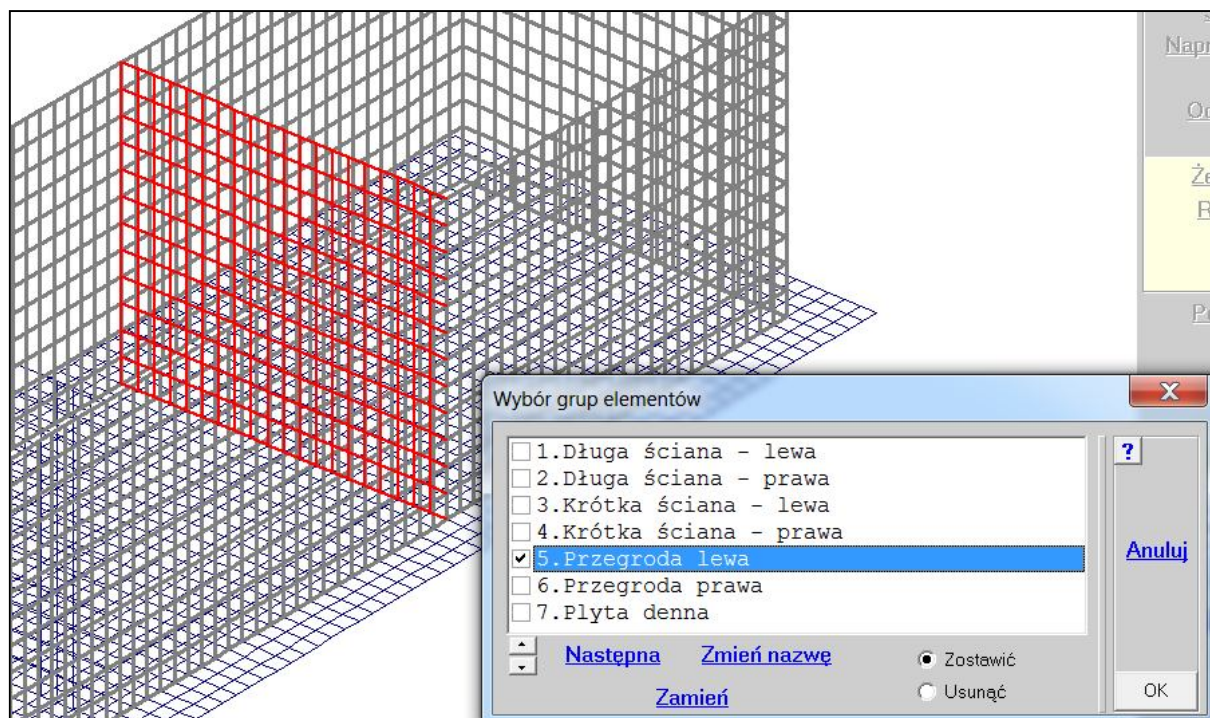 Wybór grup elementów
1.Długa ściana - lewa
2.Długa ściana - prawa
3.Krótka ściana - lewa
4.Krótka ściana - prawa
5.Przegroda lewa
6.Przegroda prawa
7.Plyta denna
?
Anuluj
Następna Zmień nazwę
Zamień
Zostawić
Usunąć
OK